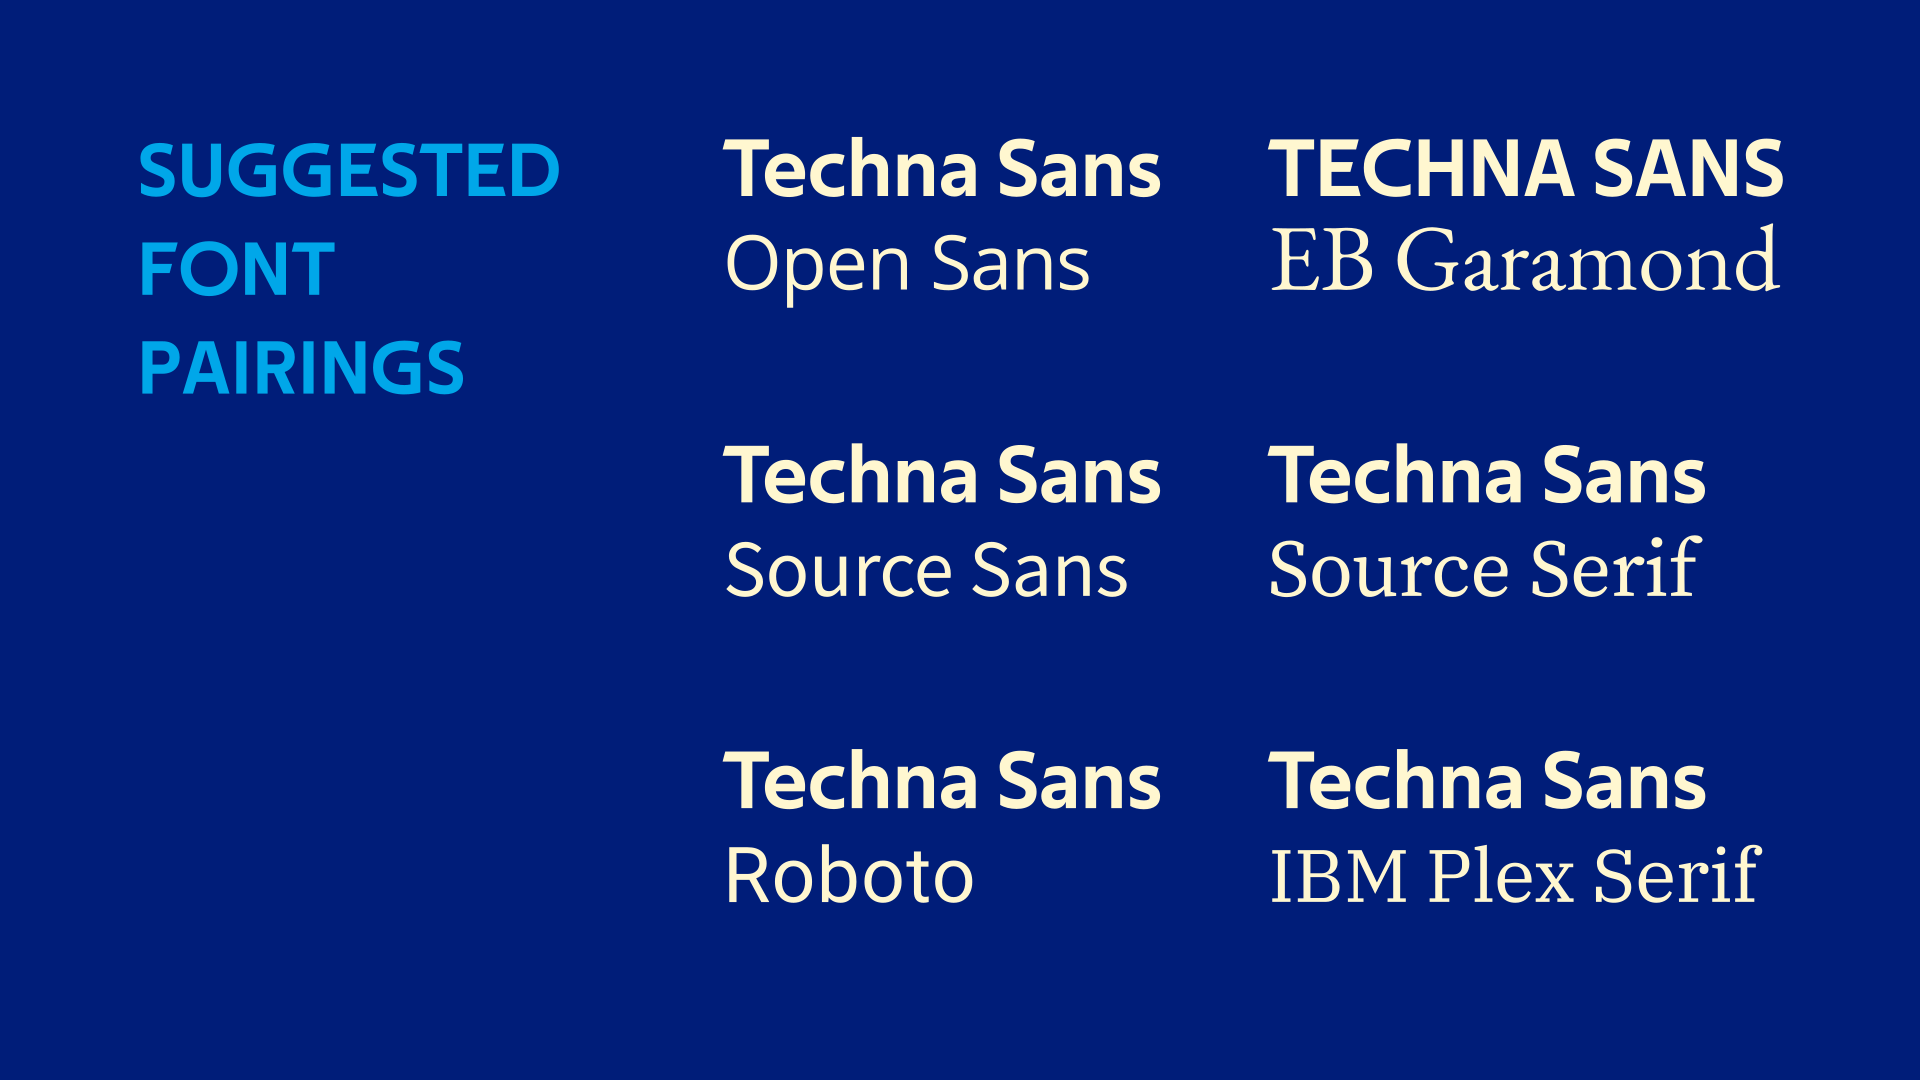 SUGGESTED
FONT
PAIRINGS
Techna Sans
Open Sans
TECHNA SANS
EB Garamond
Techna Sans
Source Sans
Techna Sans
Source Serif
Techna Sans
Roboto
Techna Sans
IBM Plex Serif